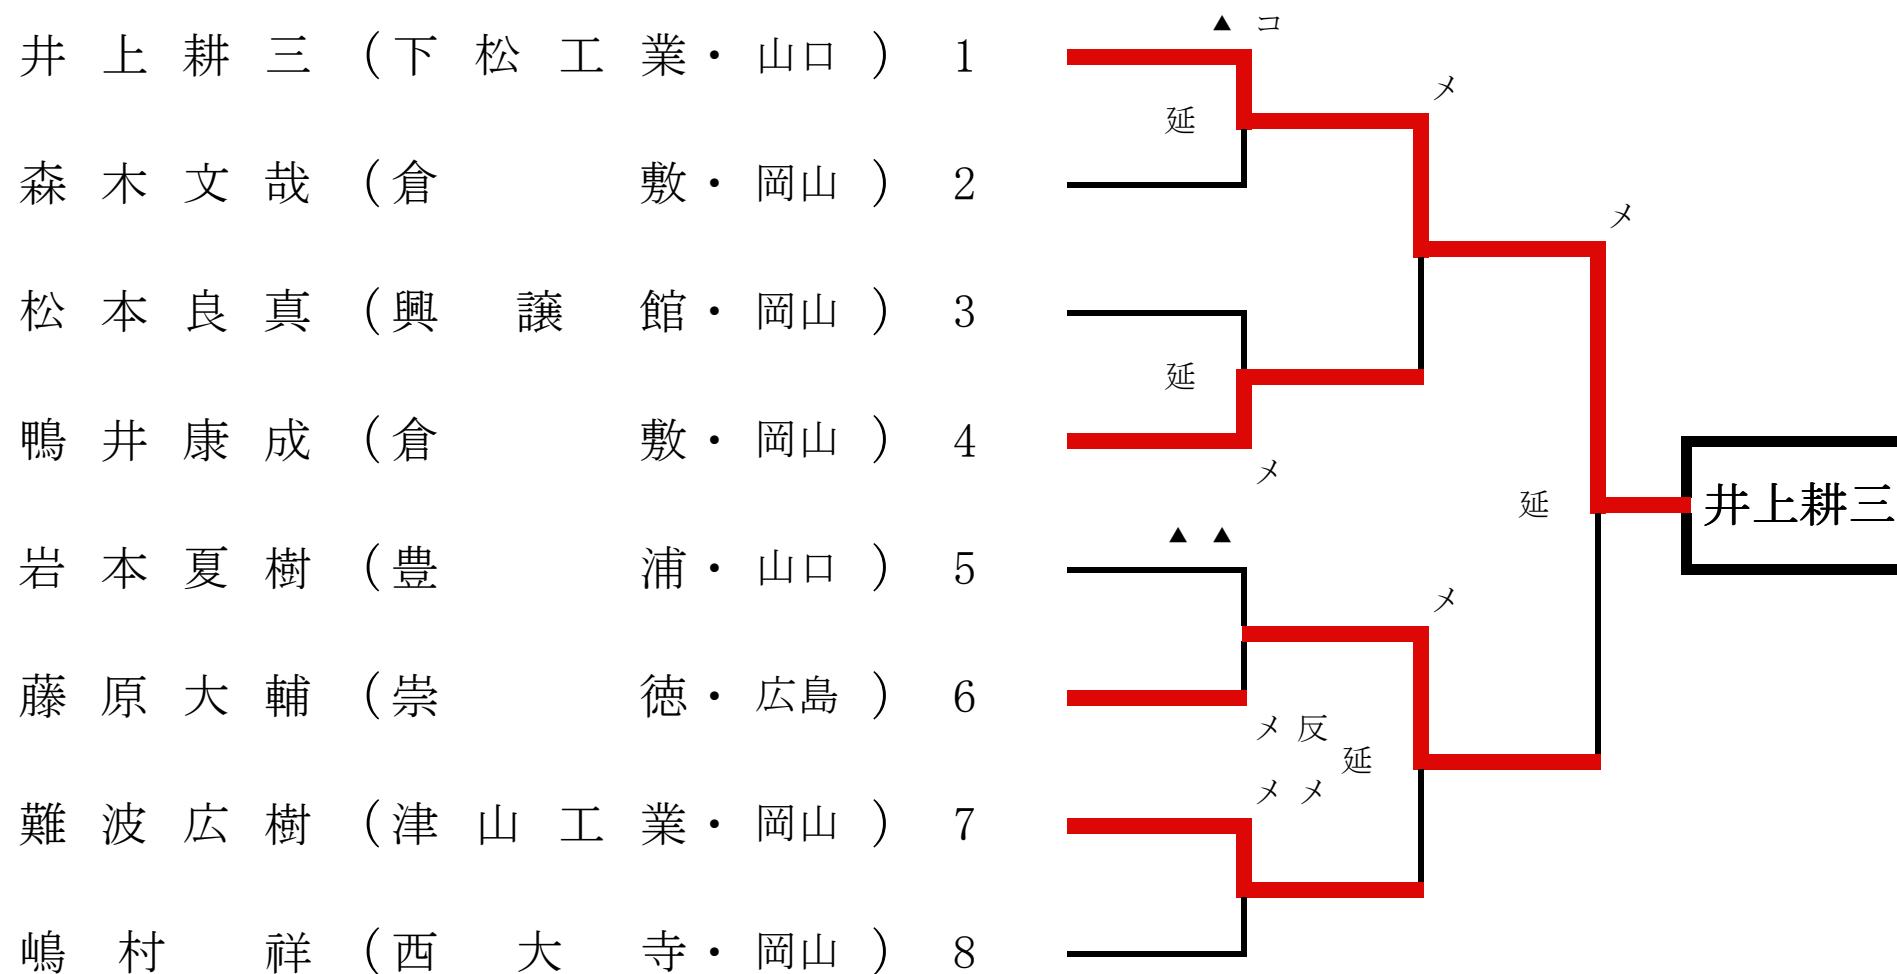 ▲ コ
井上耕三 (下松工業・山口) 1
メ
延
森木文哉 (倉敷・岡山) 2
メ
松本良真 (興譲館・岡山) 3
延
鴨井康成 (倉敷・岡山) 4
メ
延
井上耕三
▲ ▲
岩本夏樹 (豊浦・山口) 5
メ
藤原大輔 (崇徳・広島) 6
メ 反
延
メ メ
難波広樹 (津山工業・岡山) 7
嶋村祥 (西大寺・岡山) 8